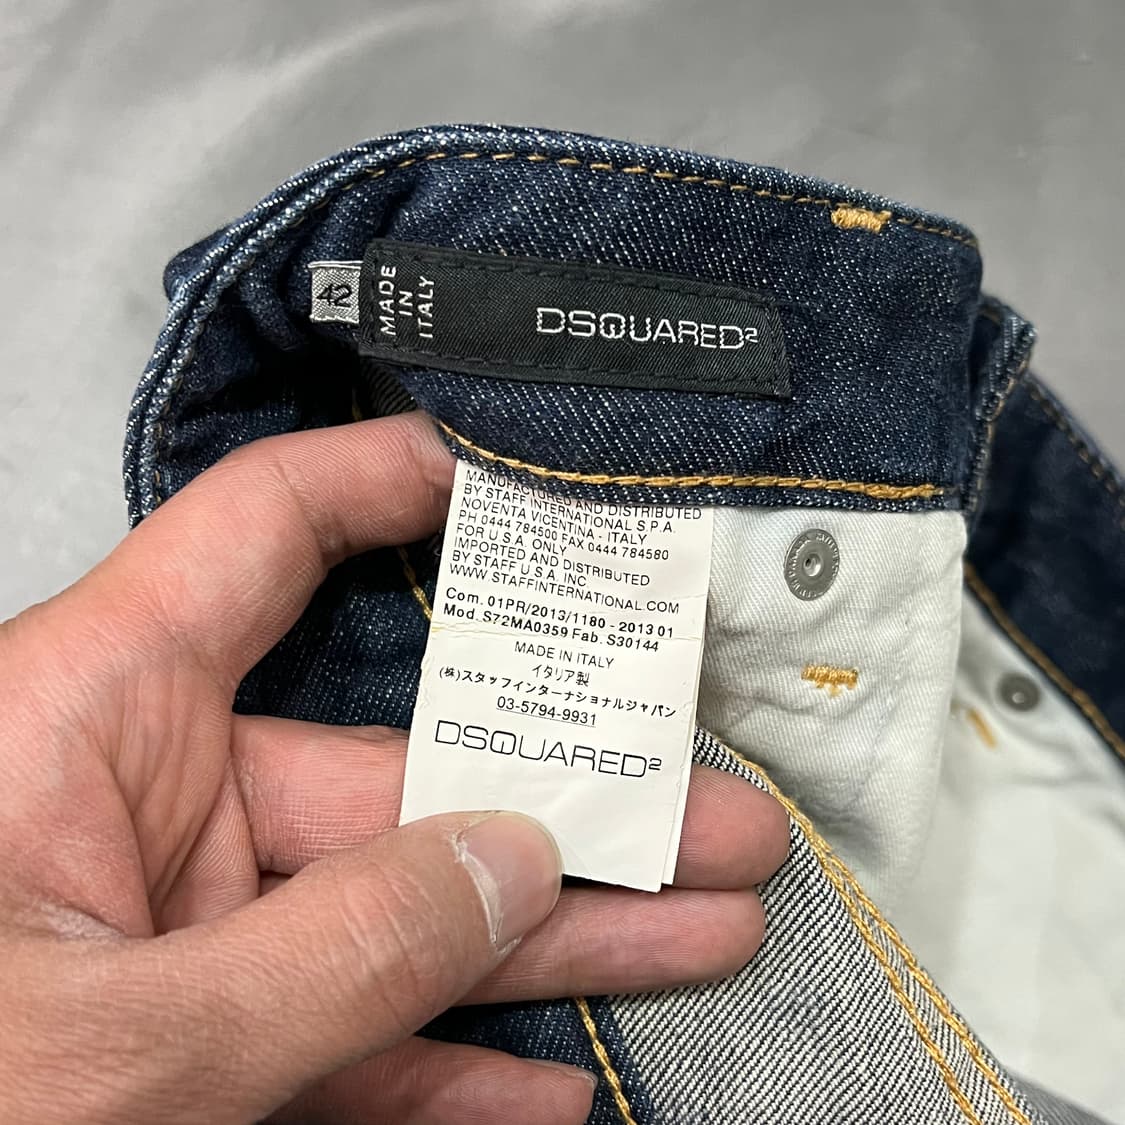 42
MADE
IN
ITALY
DSQUARED²
MANUFACTURED AND DISTRIBUTED
BY STAFF INTERNATIONAL S.P.A.
NOVENTA VICENTINA - ITALY
PH 0444 784500 FAX 0444 784580
FOR U.S.A. ONLY
IMPORTED AND DISTRIBUTED
BY STAFF U.S.A. INC.
WWW.STAFFINTERNATIONAL.COM
Com. 01PR/2013/1180 - 2013 01
Mod. S72MA0359 Fab. S30144
MADE IN ITALY
イタリア製
(株)スタッフインターナショナルジャパン
03-5794-9931
DSQUARED²